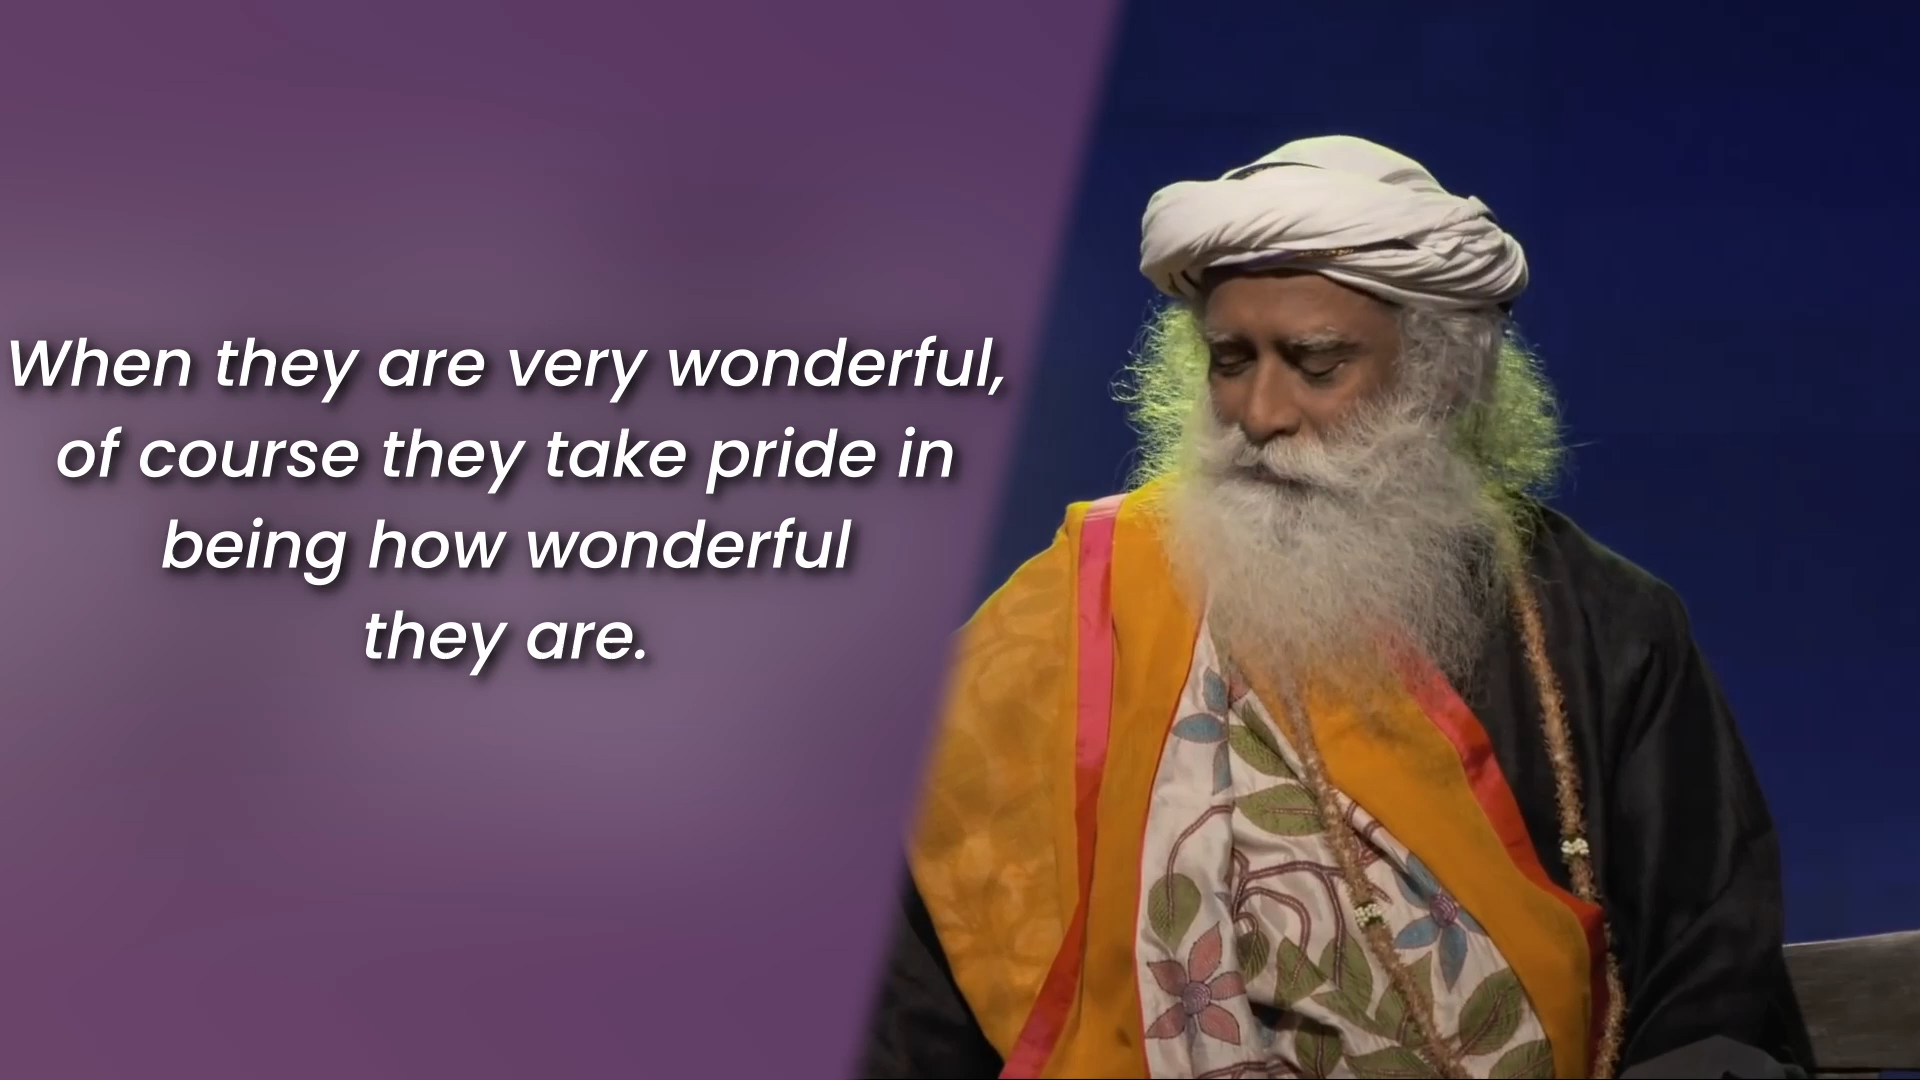 When they are very wonderful,
of course they take pride in
being how wonderful
they are.